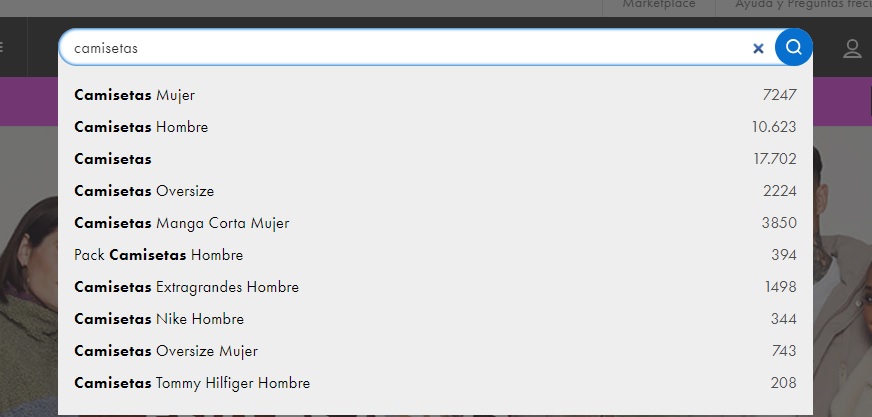 Marketplace Ayuda y Preguntas frecu
camisetas
Camisetas Mujer 7247
Camisetas Hombre 10.623
Camisetas 17.702
Camisetas Oversize 2224
Camisetas Manga Corta Mujer 3850
Pack Camisetas Hombre 394
Camisetas Extragrandes Hombre 1498
Camisetas Nike Hombre 344
Camisetas Oversize Mujer 743
Camisetas Tommy Hilfiger Hombre 208